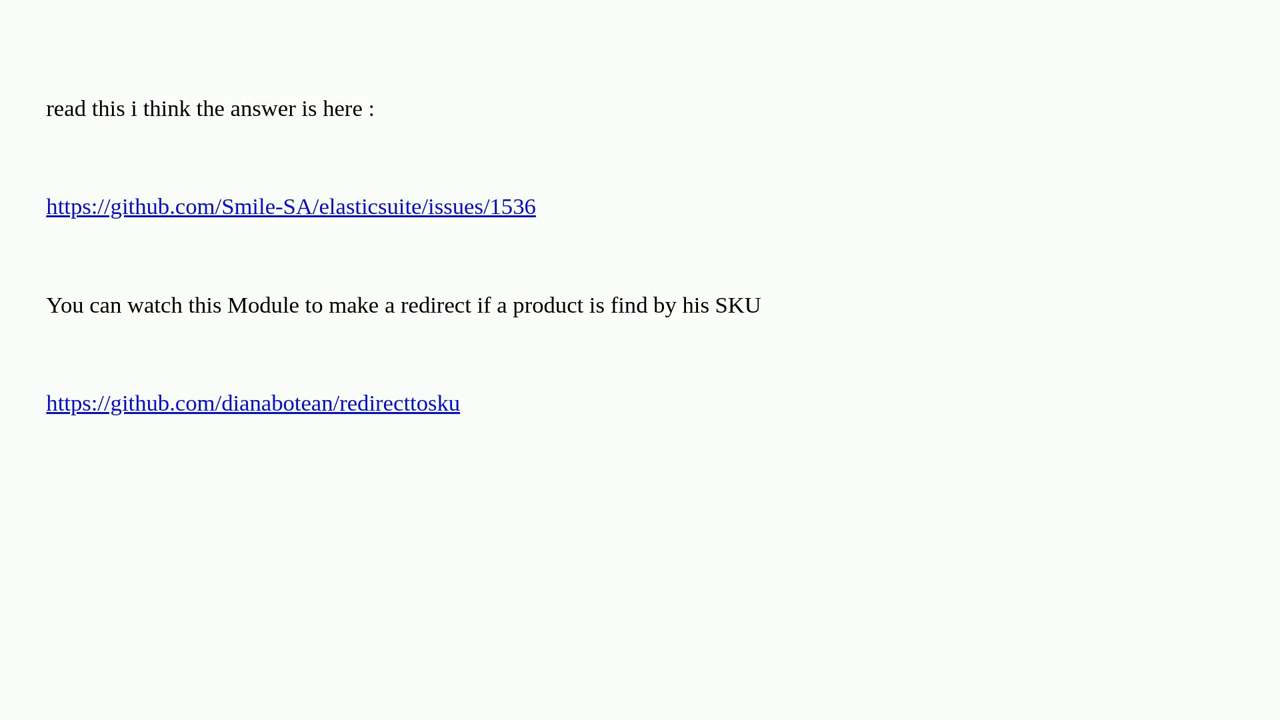 read this i think the answer is here :
https://github.com/Smile-SA/elasticsuite/issues/1536
You can watch this Module to make a redirect if a product is find by his SKU
https://github.com/dianabotean/redirecttosku